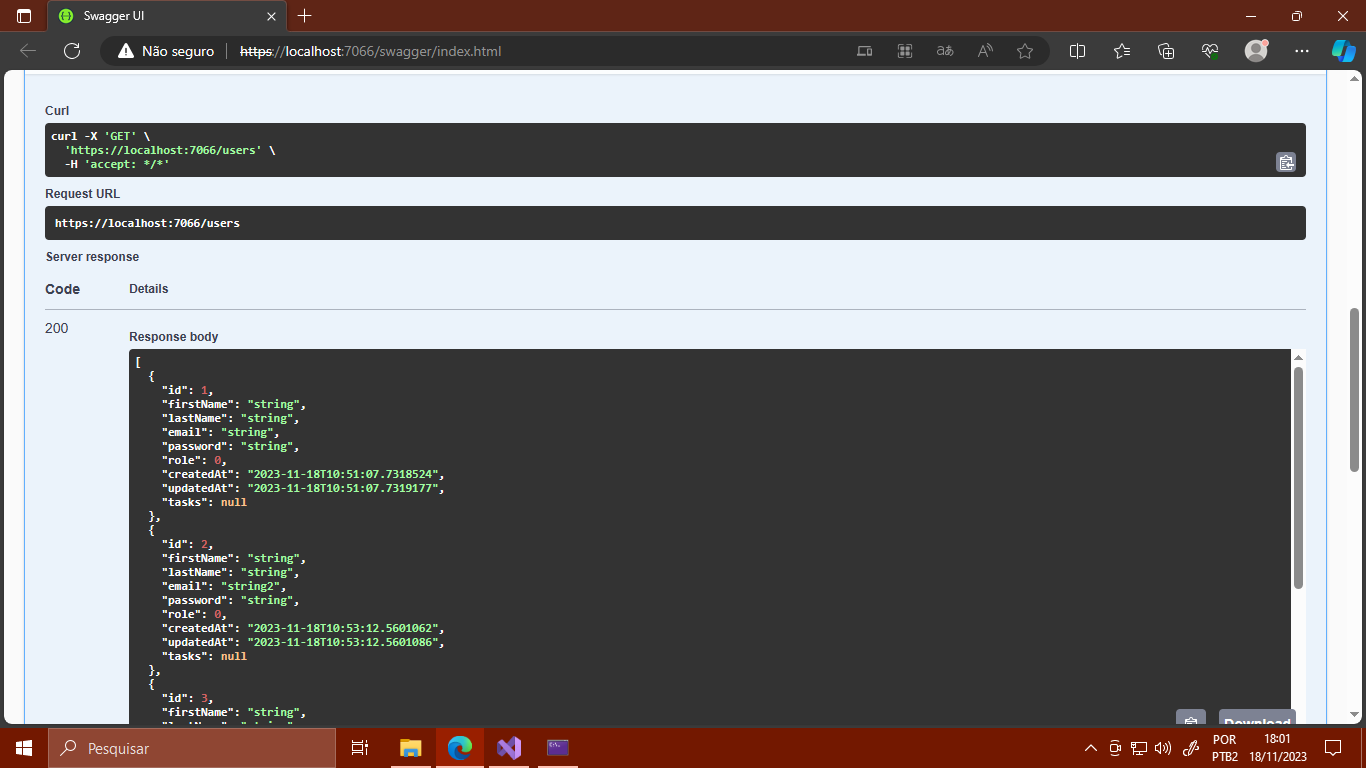 Swagger UI
Não seguro
https://localhost:7066/swagger/index.html
Curl
curl -X 'GET' \
  'https://localhost:7066/users' \
  -H 'accept: */*'
Request URL
https://localhost:7066/users
Server response
Code Details
200
Response body
[
  {
    "id": 1,
    "firstName": "string",
    "lastName": "string",
    "email": "string",
    "password": "string",
    "role": 0,
    "createdAt": "2023-11-18T10:51:07.7318524",
    "updatedAt": "2023-11-18T10:51:07.7319177",
    "tasks": null
  },
  {
    "id": 2,
    "firstName": "string",
    "lastName": "string",
    "email": "string2",
    "password": "string",
    "role": 0,
    "createdAt": "2023-11-18T10:53:12.5601062",
    "updatedAt": "2023-11-18T10:53:12.5601086",
    "tasks": null
  },
  {
    "id": 3,
    "firstName": "string",
Download
Pesquisar
POR
PTB2
18:01
18/11/2023